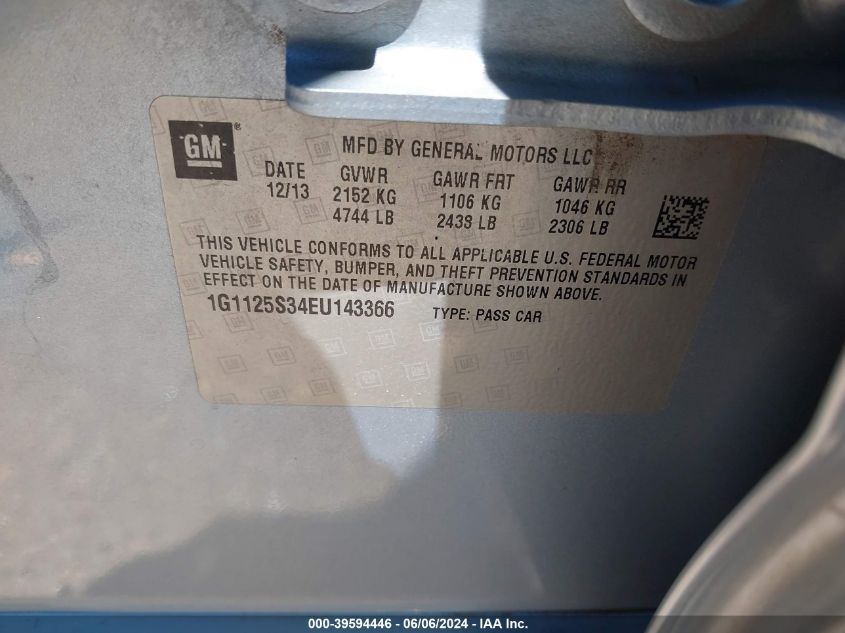 GM ®
MFD BY GENERAL MOTORS LLC
DATE GVWR GAWR FRT GAWR RR
12/13 2152 KG 1106 KG 1046 KG
4744 LB 2438 LB 2306 LB
THIS VEHICLE CONFORMS TO ALL APPLICABLE U.S. FEDERAL MOTOR
VEHICLE SAFETY, BUMPER, AND THEFT PREVENTION STANDARDS IN
EFFECT ON THE DATE OF MANUFACTURE SHOWN ABOVE.
1G1125S34EU143366 TYPE: PASS CAR
000-39594446 - 06/06/2024 - IAA Inc.